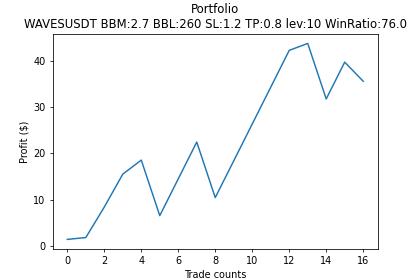 Portfolio
WAVESUSDT BBM:2.7 BBL:260 SL:1.2 TP:0.8 lev:10 WinRatio:76.0
40
30
20
10
0
Profit ($)
0 2 4 6 8 10 12 14 16
Trade counts